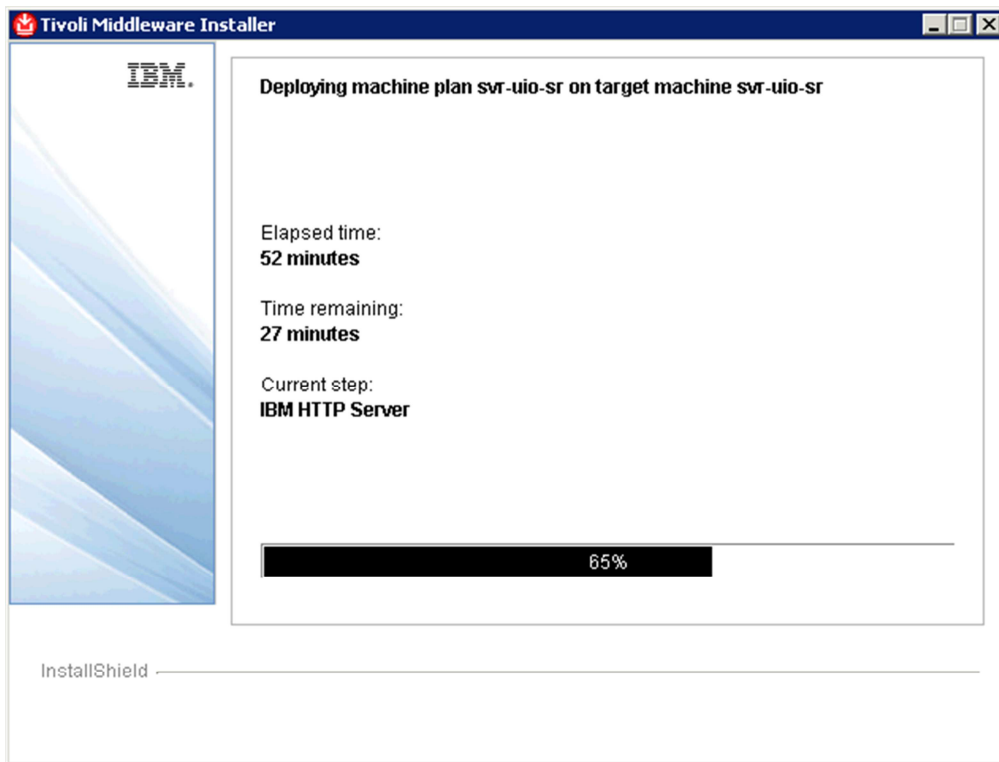 Tivoli Middleware Installer
IBM.
Deploying machine plan svr-uio-sr on target machine svr-uio-sr
Elapsed time:
52 minutes
Time remaining:
27 minutes
Current step:
IBM HTTP Server
65%
InstallShield